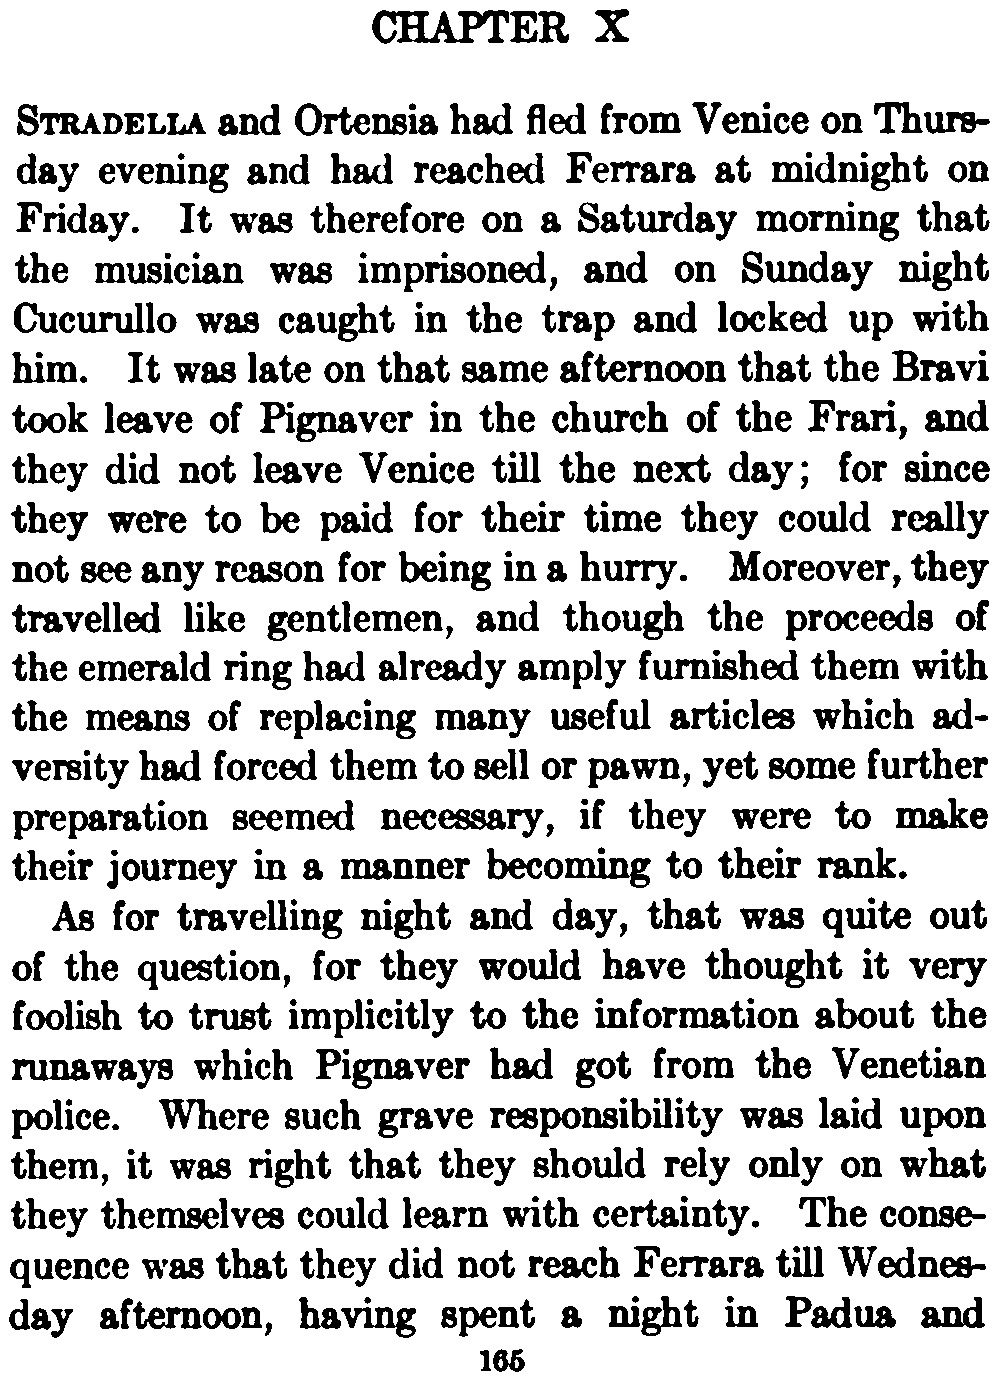 CHAPTER X
Stradella and Ortensia had fled from Venice on Thurs-
day evening and had reached Ferrara at midnight on
Friday. It was therefore on a Saturday morning that
the musician was imprisoned, and on Sunday night
Cucurullo was caught in the trap and locked up with
him. It was late on that same afternoon that the Bravi
took leave of Pignaver in the church of the Frari, and
they did not leave Venice till the next day; for since
they were to be paid for their time they could really
not see any reason for being in a hurry. Moreover, they
travelled like gentlemen, and though the proceeds of
the emerald ring had already amply furnished them with
the means of replacing many useful articles which ad-
versity had forced them to sell or pawn, yet some further
preparation seemed necessary, if they were to make
their journey in a manner becoming to their rank.
As for travelling night and day, that was quite out
of the question, for they would have thought it very
foolish to trust implicitly to the information about the
runaways which Pignaver had got from the Venetian
police. Where such grave responsibility was laid upon
them, it was right that they should rely only on what
they themselves could learn with certainty. The conse-
quence was that they did not reach Ferrara till Wednes-
day afternoon, having spent a night in Padua and
165